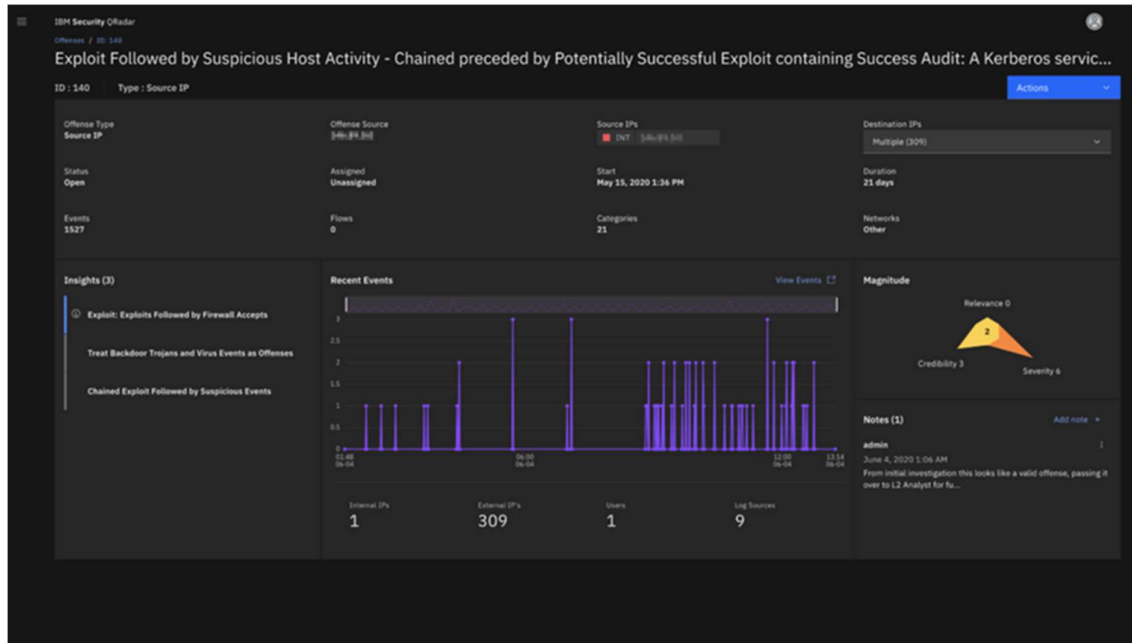 IBM Security QRadar
Offenses / ID: 140
Exploit Followed by Suspicious Host Activity - Chained preceded by Potentially Successful Exploit containing Success Audit: A Kerberos servic...
ID : 140 Type : Source IP
Actions
Offense Type
Source IP
Offense Source
Source IPs
INT
Destination IPs
Multiple (309)
Status
Open
Assigned
Unassigned
Start
May 15, 2020 1:36 PM
Duration
21 days
Events
1527
Flows
0
Categories
21
Networks
Other
Insights (3)
Exploit: Exploits Followed by Firewall Accepts
Treat Backdoor Trojans and Virus Events as Offenses
Chained Exploit Followed by Suspicious Events
Recent Events
View Events
3
2.5
2
1.5
1
0.5
0
01:48
06-04
06:00
06-04
12:00
06-04
13:14
06-04
Internal IPs
1
External IP's
309
Users
1
Log Sources
9
Magnitude
Relevance 0
2
Credibility 3
Severity 6
Notes (1)
Add note +
admin
June 4, 2020 1:06 AM
From initial investigation this looks like a valid offense, passing it
over to L2 Analyst for fu...